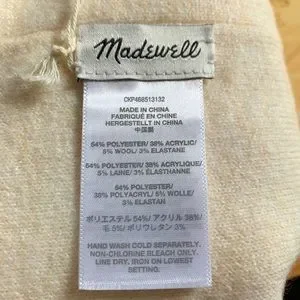 Madewell
CKP468513132
MADE IN CHINA
FABRIQUÉ EN CHINE
HERGESTELLT IN CHINA
中国製
54% POLYESTER/ 38% ACRYLIC/
5% WOOL/ 3% ELASTANE
54% POLYESTER/ 38% ACRYLIQUE/
5% LAINE/ 3% ÉLASTHANNE
54% POLYESTER/
38% POLYACRYL/ 5% WOLLE/
3% ELASTAN
ポリエステル 54%/ アクリル 38%/
毛 5%/ ポリウレタン 3%
HAND WASH COLD SEPARATELY.
NON-CHLORINE BLEACH ONLY.
LINE DRY. IRON ON LOWEST
SETTING.